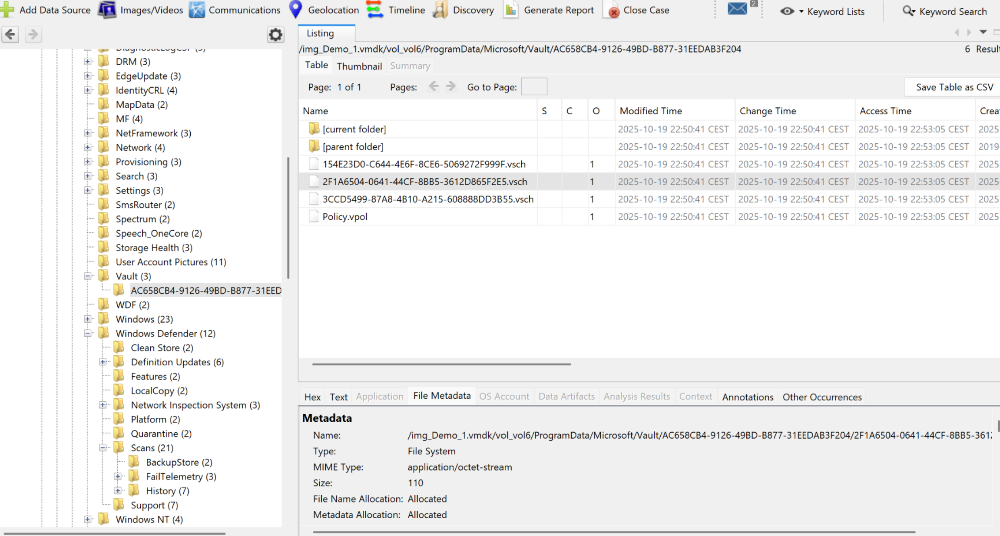 Add Data Source Images/Videos Communications Geolocation Timeline Discovery Generate Report Close Case 2 Keyword Lists Keyword Search
DRM (3)
EdgeUpdate (3)
IdentityCRL (4)
MapData (2)
MF (4)
NetFramework (3)
Network (4)
Provisioning (3)
Search (3)
Settings (3)
SmsRouter (2)
Spectrum (2)
Speech_OneCore (2)
Storage Health (3)
User Account Pictures (11)
Vault (3)
AC658CB4-9126-49BD-B877-31EED
WDF (2)
Windows (23)
Windows Defender (12)
Clean Store (2)
Definition Updates (6)
Features (2)
LocalCopy (2)
Network Inspection System (3)
Platform (2)
Quarantine (2)
Scans (21)
BackupStore (2)
FailTelemetry (3)
History (7)
Support (7)
Windows NT (4)
Listing
/img_Demo_1.vmdk/vol_vol6/ProgramData/Microsoft/Vault/AC658CB4-9126-49BD-B877-31EEDAB3F204 6 Result
Table Thumbnail Summary
Page: 1 of 1 Pages: Go to Page: Save Table as CSV
Name S C O Modified Time Change Time Access Time Crea
[current folder] 2025-10-19 22:50:41 CEST 2025-10-19 22:50:41 CEST 2025-10-19 22:53:05 CEST 2025-
[parent folder] 2025-10-19 22:50:41 CEST 2025-10-19 22:50:41 CEST 2025-10-19 22:53:05 CEST 2019-
154E23D0-C644-4E6F-8CE6-5069272F999F.vsch 1 2025-10-19 22:50:41 CEST 2025-10-19 22:50:41 CEST 2025-10-19 22:53:05 CEST 2025-
2F1A6504-0641-44CF-8BB5-3612D865F2E5.vsch 1 2025-10-19 22:50:41 CEST 2025-10-19 22:50:41 CEST 2025-10-19 22:53:05 CEST 2025-
3CCD5499-87A8-4B10-A215-608888DD3B55.vsch 1 2025-10-19 22:50:41 CEST 2025-10-19 22:50:41 CEST 2025-10-19 22:53:05 CEST 2025-
Policy.vpol 1 2025-10-19 22:50:41 CEST 2025-10-19 22:50:41 CEST 2025-10-19 22:53:05 CEST 2025-
Hex Text Application File Metadata OS Account Data Artifacts Analysis Results Context Annotations Other Occurrences
Metadata
Name: /img_Demo_1.vmdk/vol_vol6/ProgramData/Microsoft/Vault/AC658CB4-9126-49BD-B877-31EEDAB3F204/2F1A6504-0641-44CF-8BB5-3612
Type: File System
MIME Type: application/octet-stream
Size: 110
File Name Allocation: Allocated
Metadata Allocation: Allocated